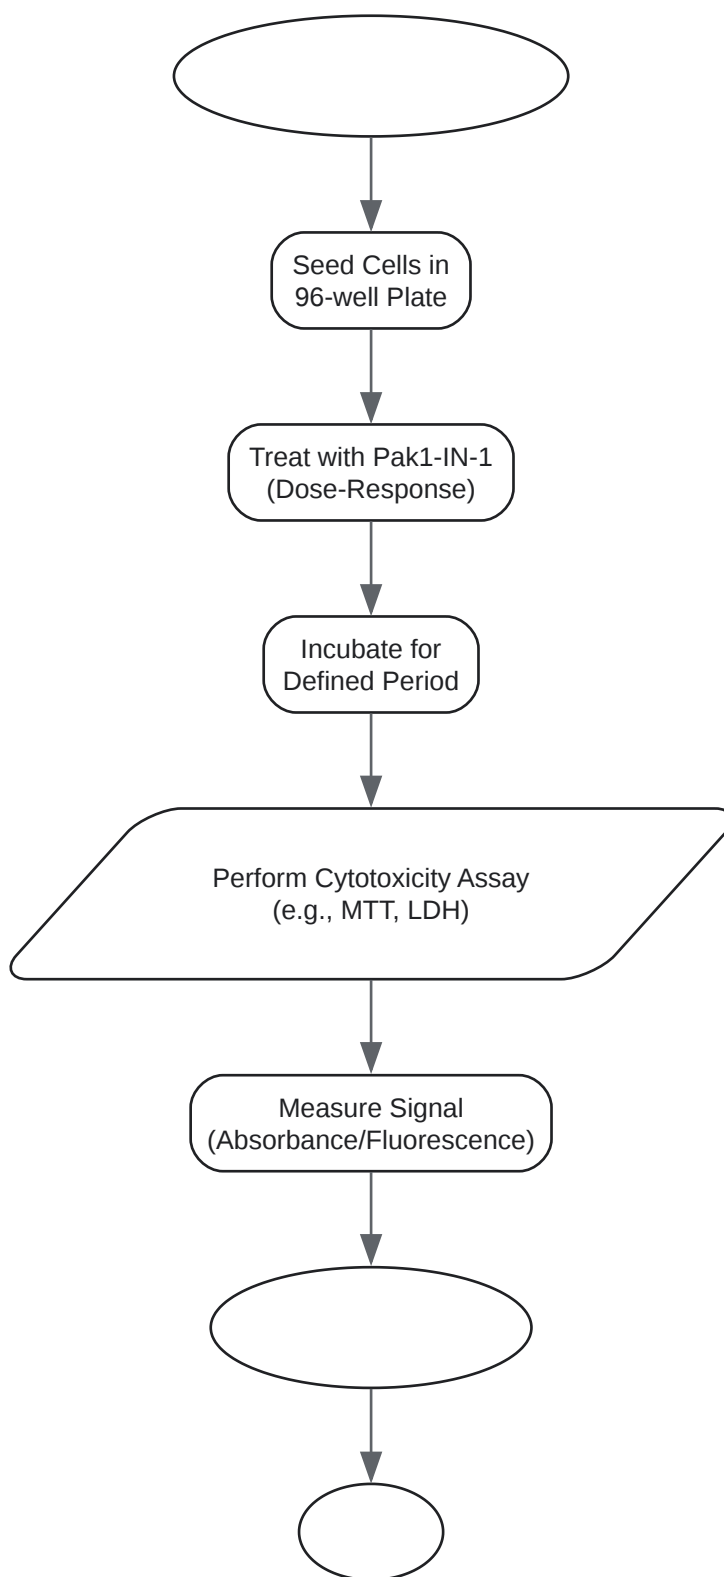 Seed Cells in
96-well Plate
Treat with Pak1-IN-1
(Dose-Response)
Incubate for
Defined Period
Perform Cytotoxicity Assay
(e.g., MTT, LDH)
Measure Signal
(Absorbance/Fluorescence)